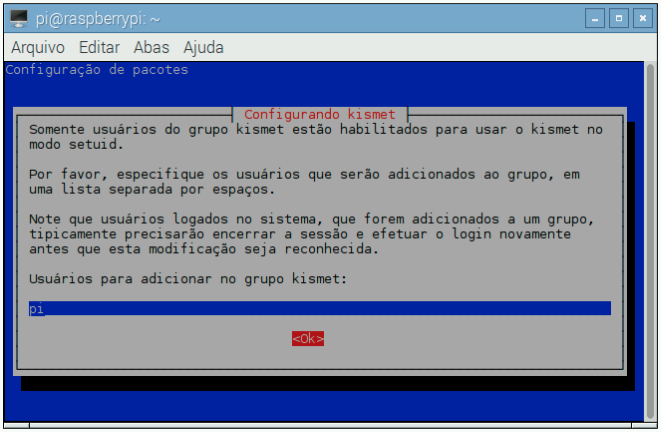 pi@raspberrypi: ~
Arquivo Editar Abas Ajuda
Configuração de pacotes
Configurando kismet
Somente usuários do grupo kismet estão habilitados para usar o kismet no
modo setuid.
Por favor, especifique os usuários que serão adicionados ao grupo, em
uma lista separada por espaços.
Note que usuários logados no sistema, que forem adicionados a um grupo,
tipicamente precisarão encerrar a sessão e efetuar o login novamente
antes que esta modificação seja reconhecida.
Usuários para adicionar no grupo kismet:
pi
<Ok>